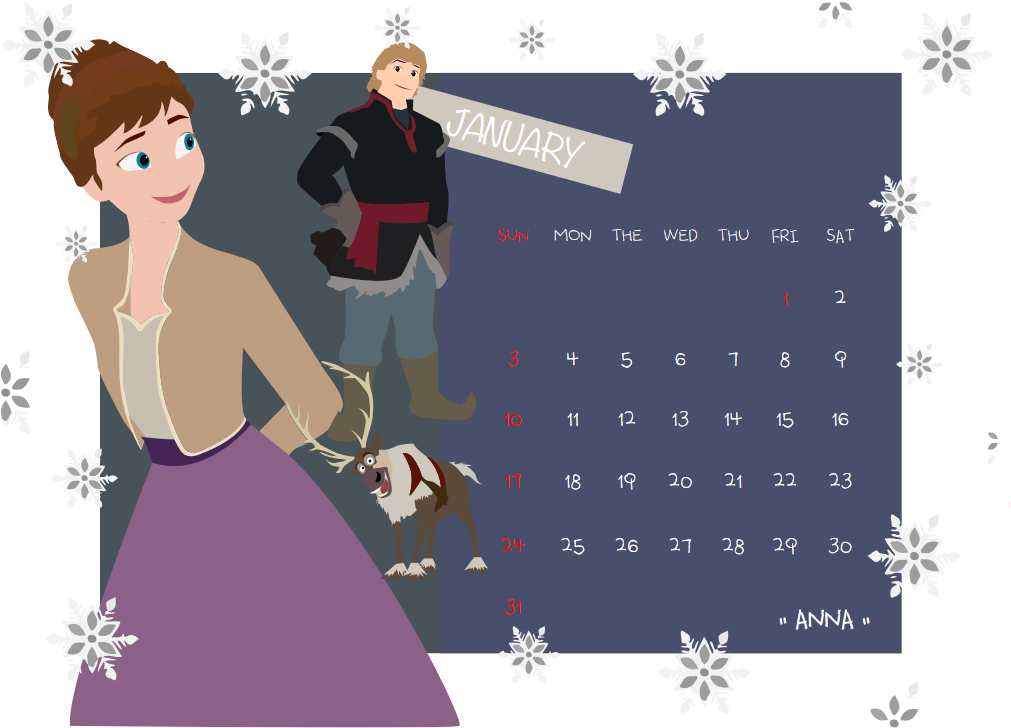 JANUARY
SUN MON THE WED THU FRI SAT
1 2
3 4 5 6 7 8 9
10 11 12 13 14 15 16
17 18 19 20 21 22 23
24 25 26 27 28 29 30
31
" ANNA "